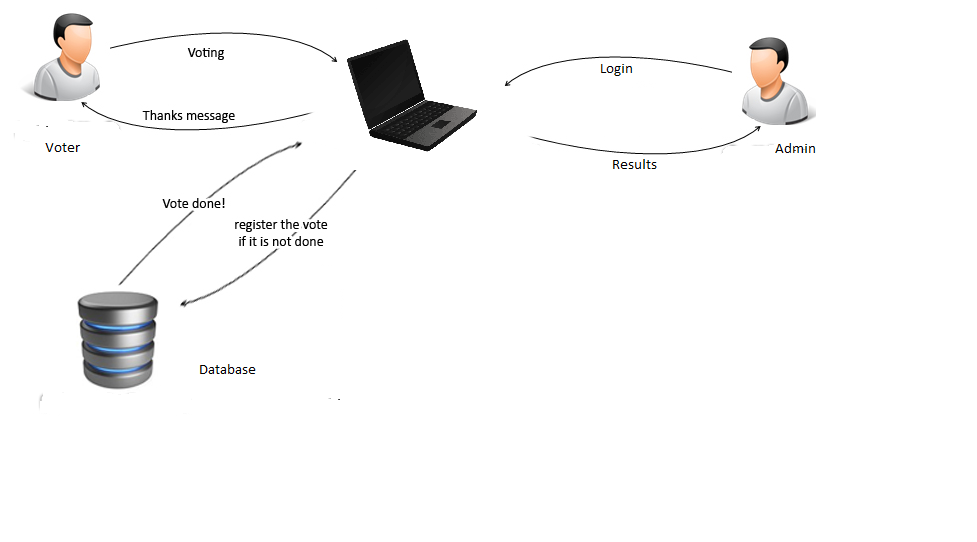 Voting
Login
Thanks message
Voter
Admin
Results
Vote done!
register the vote
if it is not done
Database